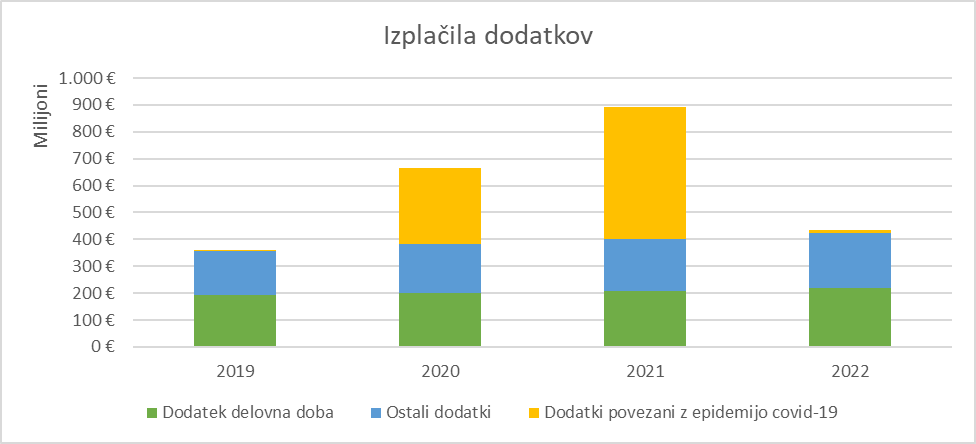 Izplačila dodatkov
Milijoni
1.000 €
900 €
800 €
700 €
600 €
500 €
400 €
300 €
200 €
100 €
0 €
2019 2020 2021 2022
Dodatek delovna doba Ostali dodatki Dodatki povezani z epidemijo covid-19